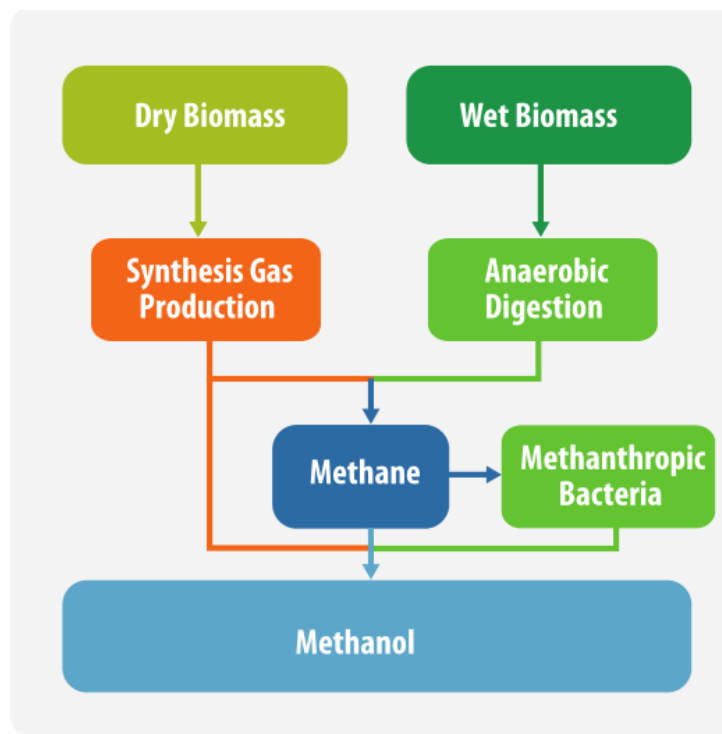 Dry Biomass
Wet Biomass
Synthesis Gas
Production
Anaerobic
Digestion
Methane
Methanthropic
Bacteria
Methanol